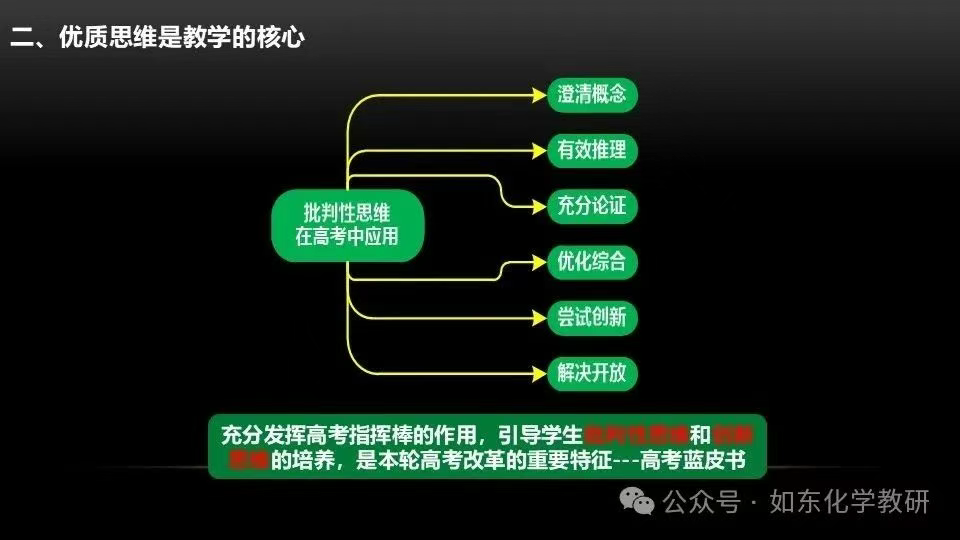 二、优质思维是教学的核心
澄清概念
有效推理
批判性思维
在高考中应用
充分论证
优化综合
尝试创新
解决开放
充分发挥高考指挥棒的作用，引导学生批判性思维和创新
思维的培养，是本轮高考改革的重要特征---高考蓝皮书
公众号 · 如东化学教研